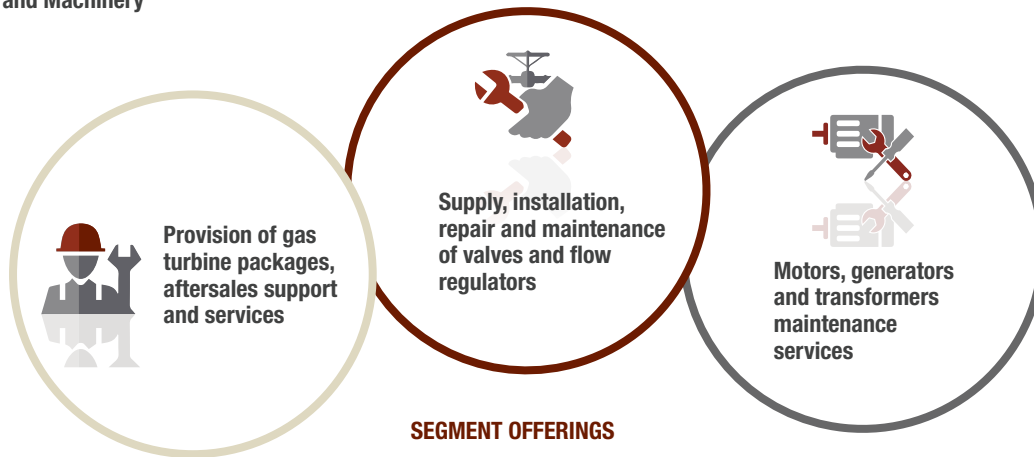 and Machinery
Provision of gas
turbine packages,
aftersales support
and services
Supply, installation,
repair and maintenance
of valves and flow
regulators
Motors, generators
and transformers
maintenance
services
SEGMENT OFFERINGS